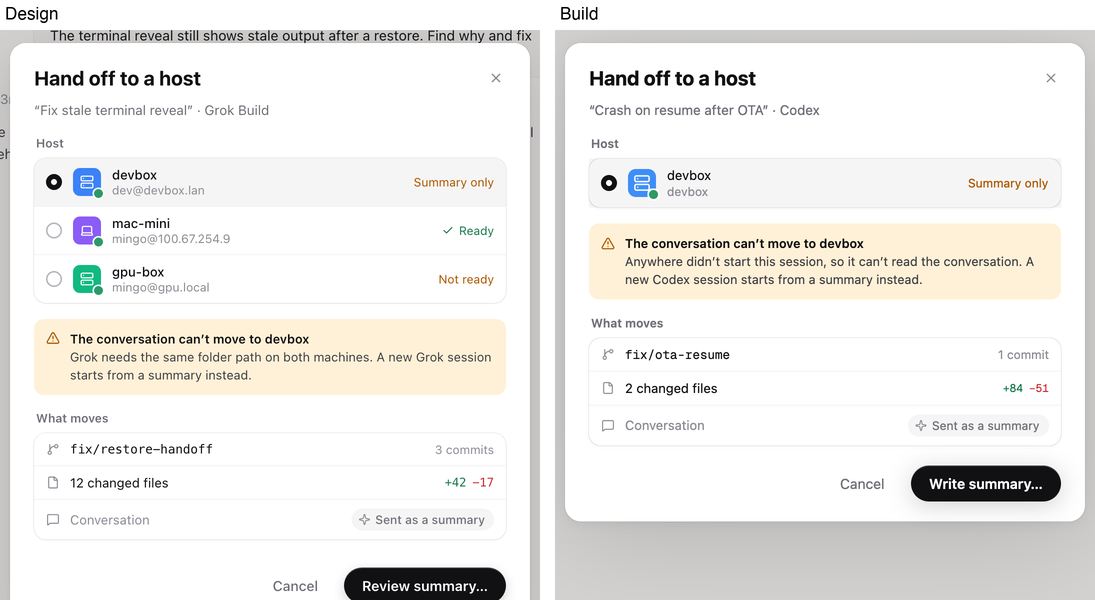 Design
The terminal reveal still shows stale output after a restore. Find why and fix
Hand off to a host
“Fix stale terminal reveal” · Grok Build
Host
devbox
dev@devbox.lan
Summary only
mac-mini
mingo@100.67.254.9
Ready
gpu-box
mingo@gpu.local
Not ready
The conversation can’t move to devbox
Grok needs the same folder path on both machines. A new Grok session
starts from a summary instead.
What moves
fix/restore-handoff
3 commits
12 changed files
+42 −17
Conversation
Sent as a summary
Cancel
Review summary...
Build
Hand off to a host
“Crash on resume after OTA” · Codex
Host
devbox
devbox
Summary only
The conversation can’t move to devbox
Anywhere didn’t start this session, so it can’t read the conversation. A
new Codex session starts from a summary instead.
What moves
fix/ota-resume
1 commit
2 changed files
+84 −51
Conversation
Sent as a summary
Cancel
Write summary...